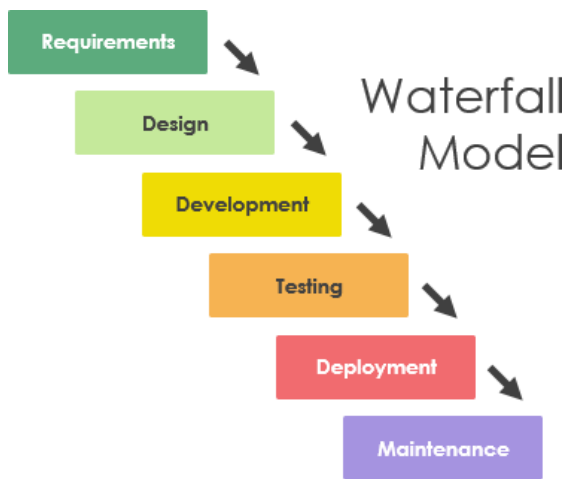 Requirements
Waterfall
Model
Design
Development
Testing
Deployment
Maintenance